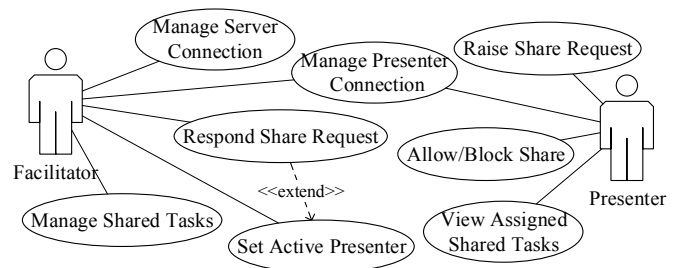 Manage Server
Connection
Raise Share Request
Manage Presenter
Connection
Respond Share Request
Allow/Block Share
Facilitator
<<extend>>
Presenter
Manage Shared Tasks
View Assigned
Shared Tasks
Set Active Presenter